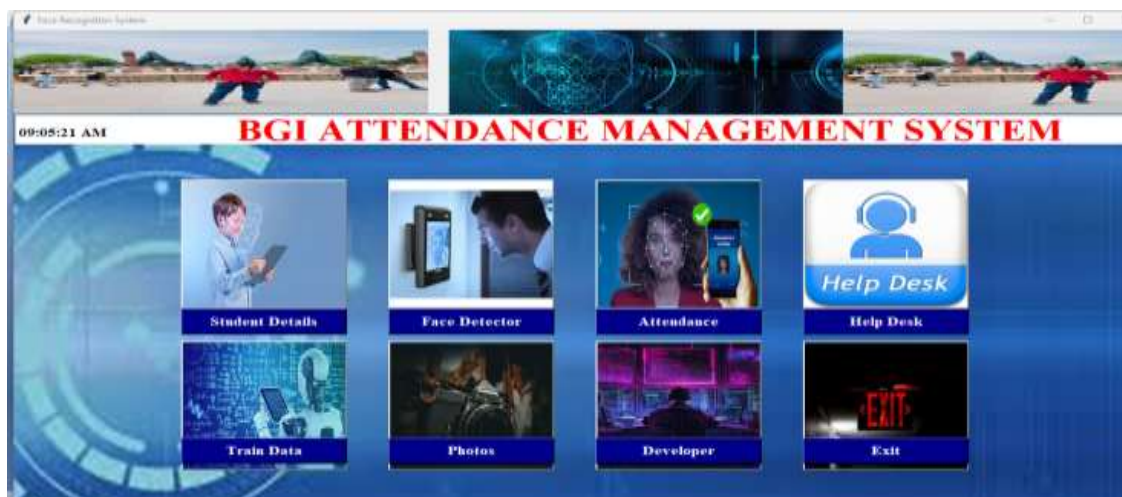 Face Recognition System
09:05:21 AM
BGI ATTENDANCE MANAGEMENT SYSTEM
Help Desk
Student Details
Face Detector
Attendance
Help Desk
EXIT
Train Data
Photos
Developer
Exit